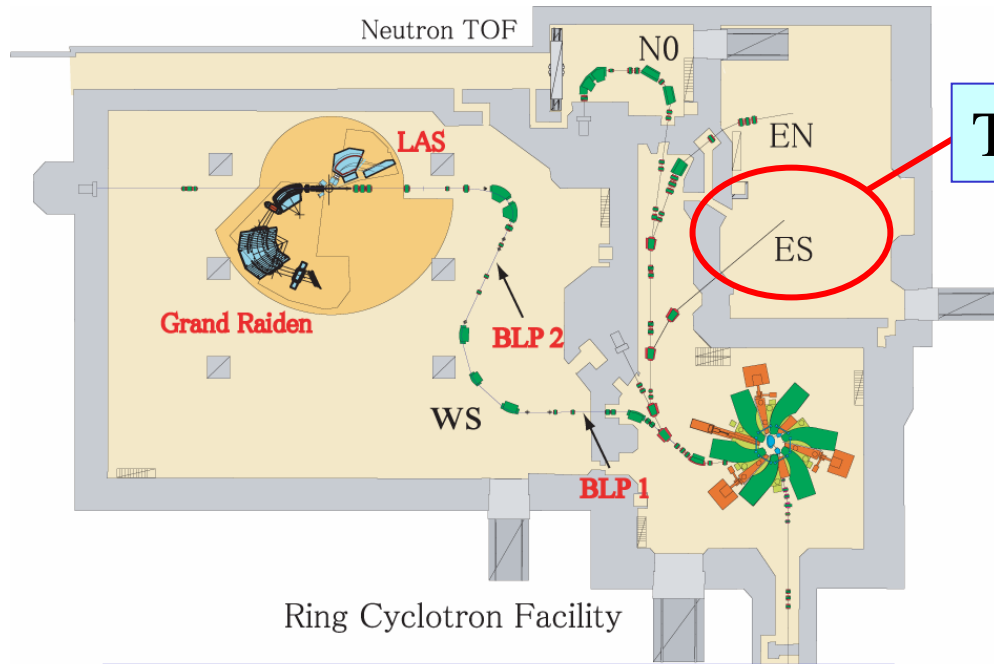 Neutron TOF
N0
LAS
EN
T
ES
Grand Raiden
BLP 2
WS
BLP 1
Ring Cyclotron Facility